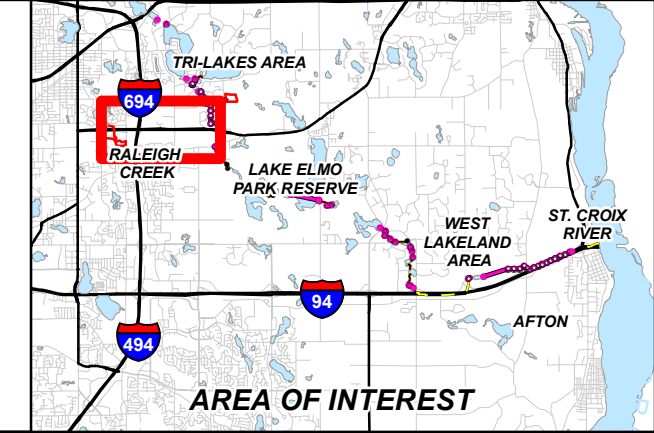 TRI-LAKES AREA
694
RALEIGH
CREEK
LAKE ELMO
PARK RESERVE
WEST
LAKELAND
AREA
ST. CROIX
RIVER
94
AFTON
494
AREA OF INTEREST